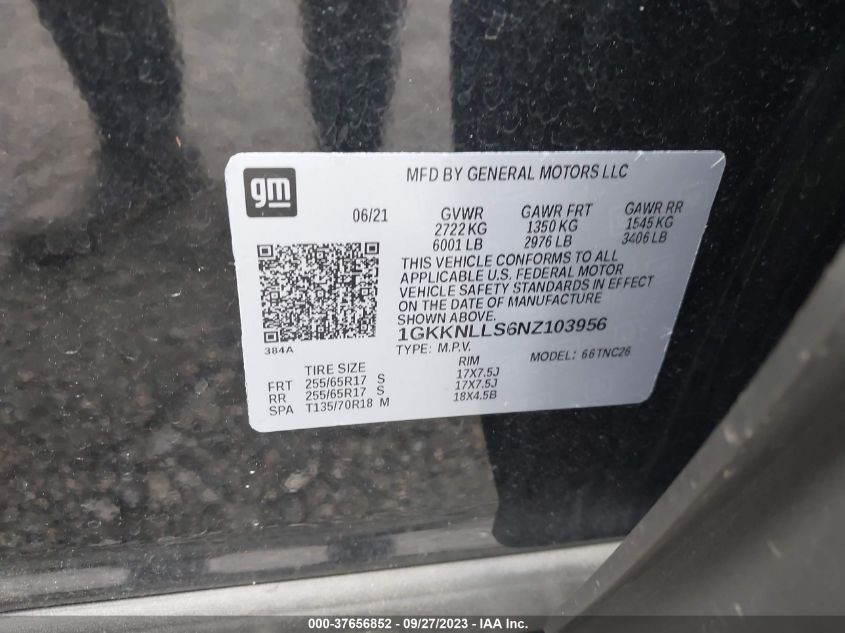 gm
MFD BY GENERAL MOTORS LLC
06/21 GVWR GAWR FRT GAWR RR
2722 KG 1350 KG 1545 KG
6001 LB 2976 LB 3406 LB
THIS VEHICLE CONFORMS TO ALL
APPLICABLE U.S. FEDERAL MOTOR
VEHICLE SAFETY STANDARDS IN EFFECT
ON THE DATE OF MANUFACTURE
SHOWN ABOVE.
1GKKNLLS6NZ103956
384A
TYPE: M.P.V. MODEL: 66TNC26
TIRE SIZE RIM
FRT 255/65R17 S 17X7.5J
RR 255/65R17 S 17X7.5J
SPA T135/70R18 M 18X4.5B
000-37656852 / 09/27/2023 - IAA Inc.